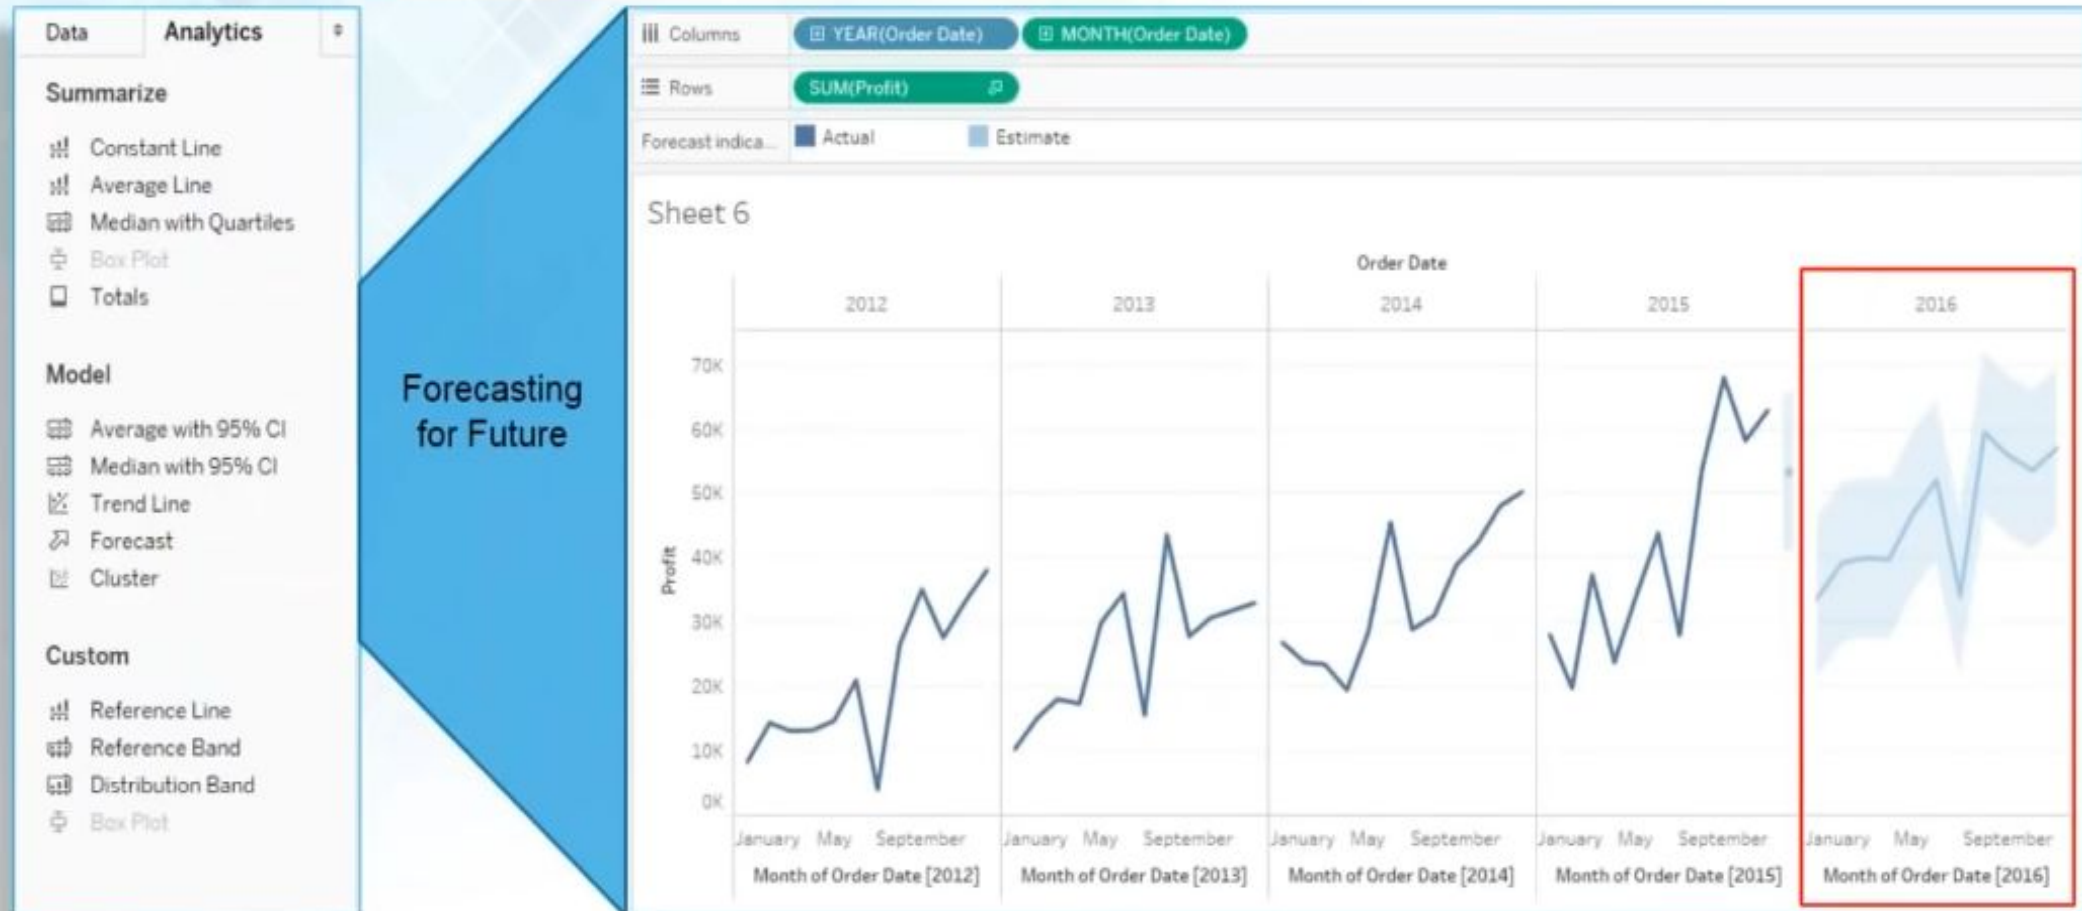 Data Analytics
Summarize
Constant Line
Average Line
Median with Quartiles
Box Plot
Totals
Model
Average with 95% CI
Median with 95% CI
Trend Line
Forecast
Cluster
Custom
Reference Line
Reference Band
Distribution Band
Box Plot
Forecasting
for Future
Columns YEAR(Order Date) MONTH(Order Date)
Rows SUM(Profit)
Forecast indica... Actual Estimate
Sheet 6
Order Date
2012 2013 2014 2015 2016
70K
60K
50K
40K
30K
20K
10K
0K
Profit
January May September January May September January May September January May September January May September
Month of Order Date [2012] Month of Order Date [2013] Month of Order Date [2014] Month of Order Date [2015] Month of Order Date [2016]